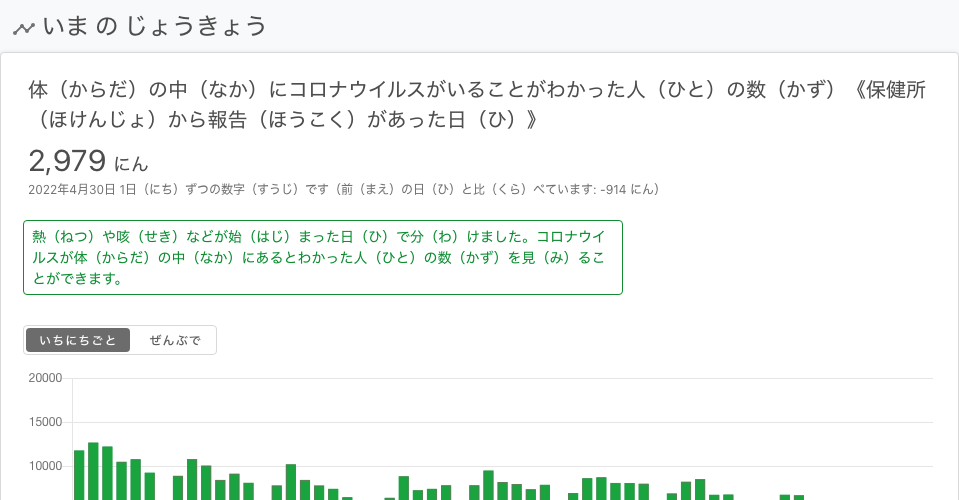 いま の じょうきょう
体（からだ）の中（なか）にコロナウイルスがいることがわかった人（ひと）の数（かず）《保健所
（ほけんじょ）から報告（ほうこく）があった日（ひ）》
2,979 にん
2022年4月30日 1日（にち）ずつの数字（すうじ）です（前（まえ）の日（ひ）と比（くら）べています: -914 にん）
熱（ねつ）や咳（せき）などが始（はじ）まった日（ひ）で分（わ）けました。コロナウイ
ルスが体（からだ）の中（なか）にあるとわかった人（ひと）の数（かず）を見（み）るこ
とができます。
いちにちごと ぜんぶで
20000
15000
10000